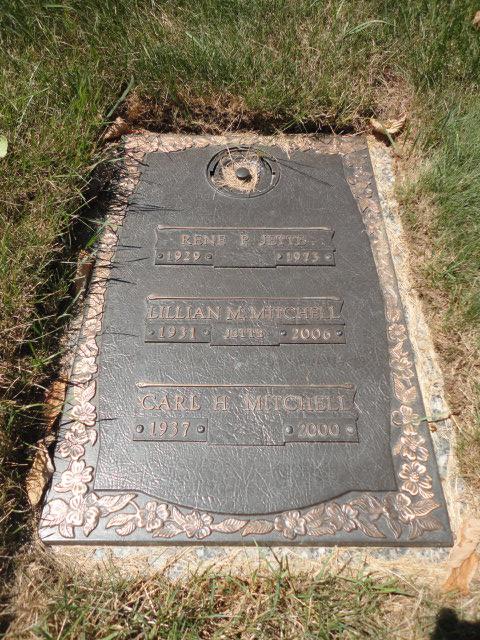 RENE P. JETTE
1929 1973
LILLIAN M. MITCHELL
1931 JETTE 2006
CARL H. MITCHELL
1937 2000